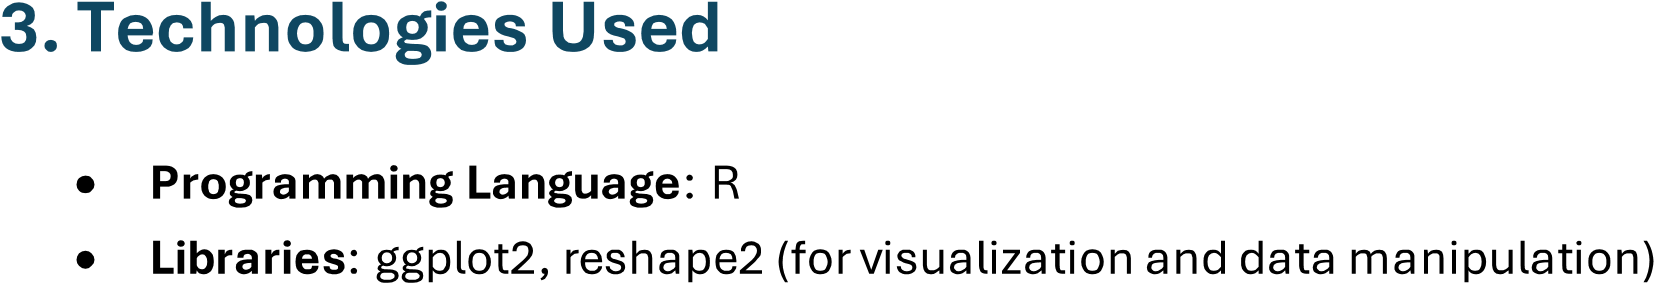 3. Technologies Used
• Programming Language: R
• Libraries: ggplot2, reshape2 (for visualization and data manipulation)